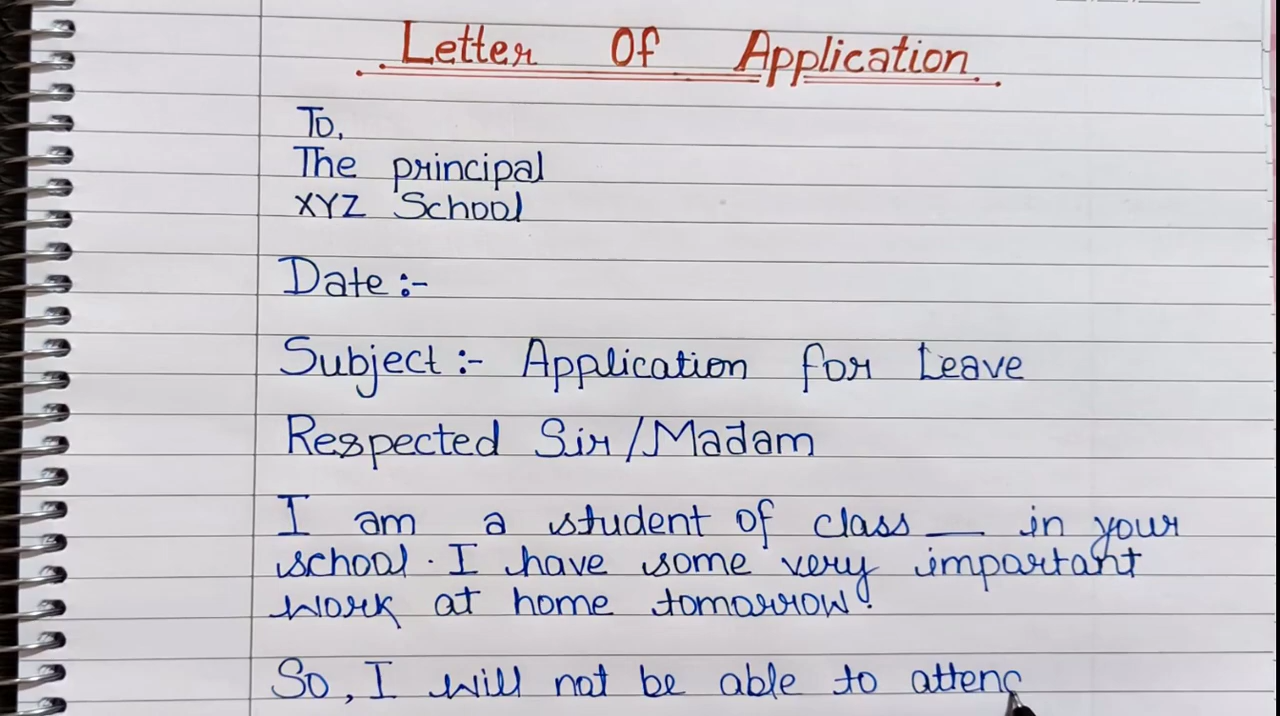 Letter Of Application
To,
The principal
XYZ School
Date :-
Subject :- Application for Leave
Respected Sir/Madam
I am a student of class __ in your
school. I have some very important
work at home tomorrow.
So, I will not be able to atten